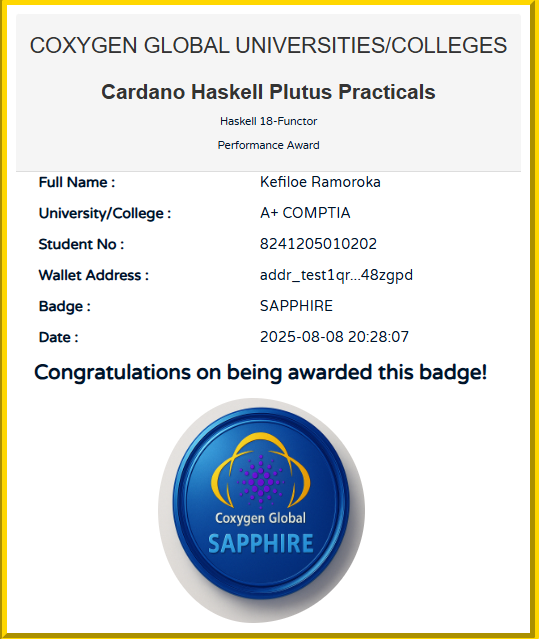 COXYGEN GLOBAL UNIVERSITIES/COLLEGES
Cardano Haskell Plutus Practicals
Haskell 18-Functor
Performance Award
Full Name : Kefiloe Ramoroka
University/College : A+ COMPTIA
Student No : 8241205010202
Wallet Address : addr_test1qr...48zgpd
Badge : SAPPHIRE
Date : 2025-08-08 20:28:07
Congratulations on being awarded this badge!
Coxygen Global
SAPPHIRE